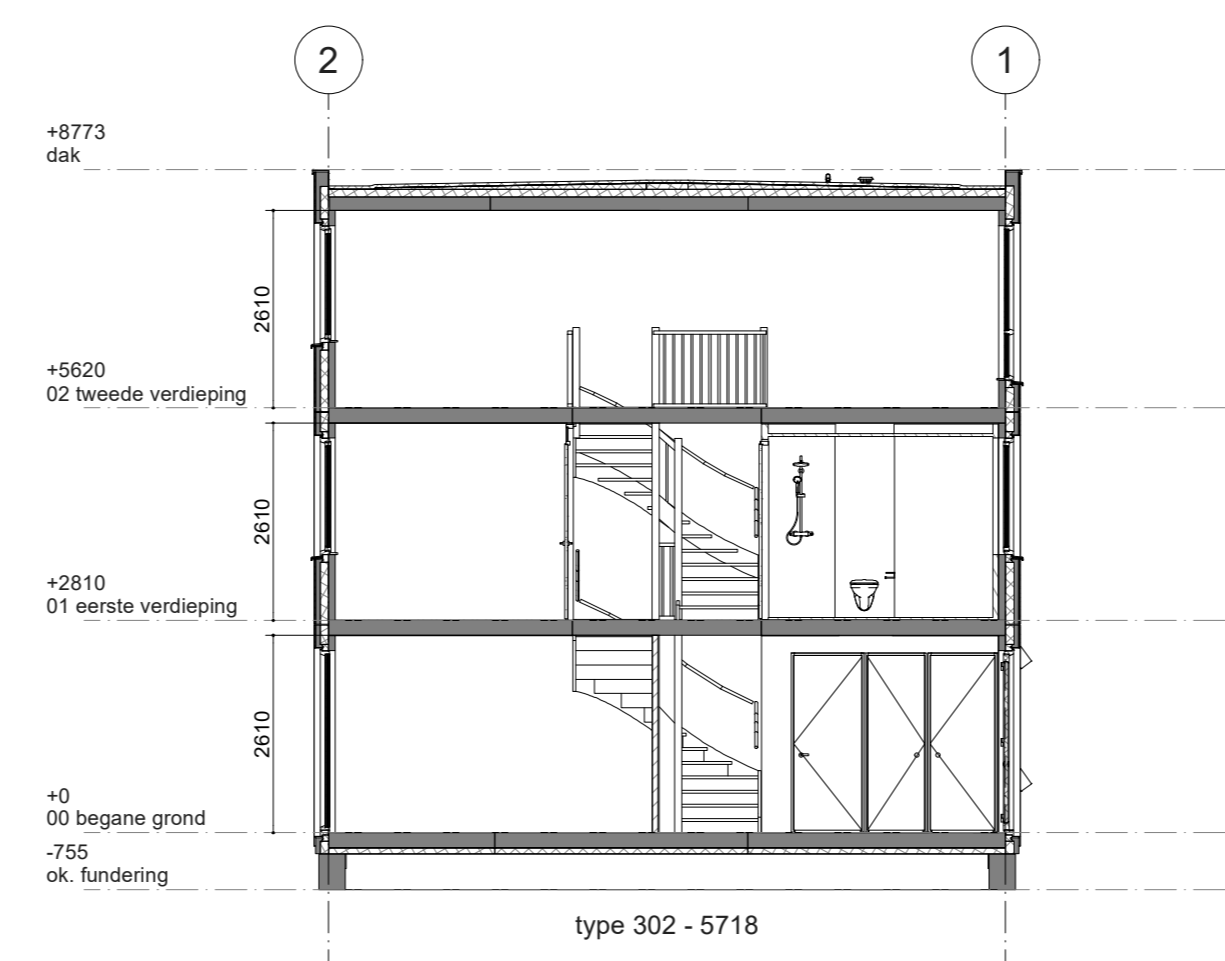 2
1
+8773
dak
2610
+5620
02 tweede verdieping
2610
+2810
01 eerste verdieping
2610
+0
00 begane grond
-755
ok. fundering
type 302 - 5718